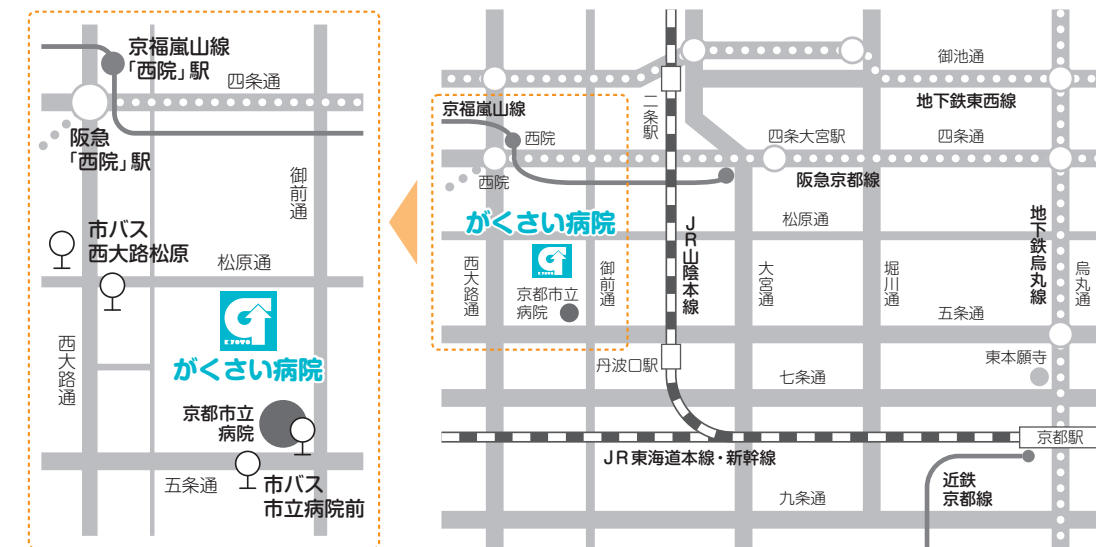 京福嵐山線
「西院」駅
四条通
阪急
「西院」駅
御前通
市バス
西大路松原
松原通
西大路通
KYOTO
がくさい病院
京都市立
病院
五条通
市バス
市立病院前
御池通
地下鉄東西線
京福嵐山線
二条駅
西院
四条大宮駅
四条通
西院
阪急京都線
がくさい病院
松原通
地下鉄烏丸線
JR山陰本線
西大路通
御前通
大宮通
堀川通
烏丸通
京都市立
病院
五条通
丹波口駅
東本願寺
七条通
京都駅
JR東海道本線・新幹線
近鉄
京都線
九条通